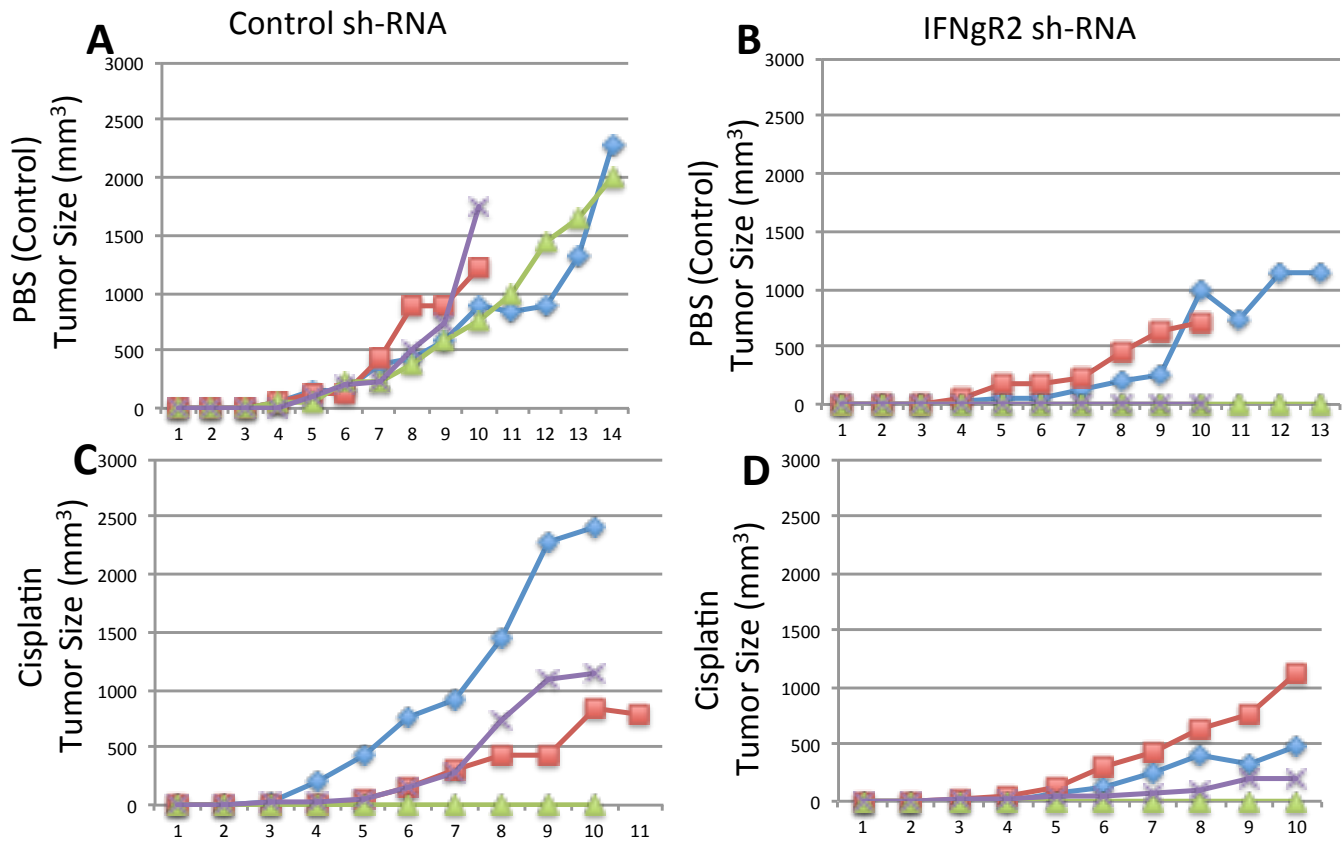 Control sh-RNA
IFNgR2 sh-RNA
A
PBS (Control)
Tumor Size (mm³)
3000
2500
2000
1500
1000
500
0
1 2 3 4 5 6 7 8 9 10 11 12 13 14
B
PBS (Control)
Tumor Size (mm³)
3000
2500
2000
1500
1000
500
0
1 2 3 4 5 6 7 8 9 10 11 12 13
C
Cisplatin
Tumor Size (mm³)
3000
2500
2000
1500
1000
500
0
1 2 3 4 5 6 7 8 9 10 11
D
Cisplatin
Tumor Size (mm³)
3000
2500
2000
1500
1000
500
0
1 2 3 4 5 6 7 8 9 10